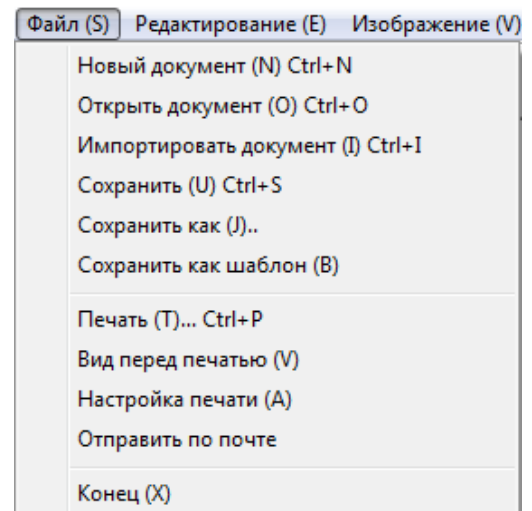 Файл (S) Редактирование (E) Изображение (V)
Новый документ (N) Ctrl+N
Открыть документ (O) Ctrl+O
Импортировать документ (I) Ctrl+I
Сохранить (U) Ctrl+S
Сохранить как (J)..
Сохранить как шаблон (B)
Печать (T)... Ctrl+P
Вид перед печатью (V)
Настройка печати (A)
Отправить по почте
Конец (X)